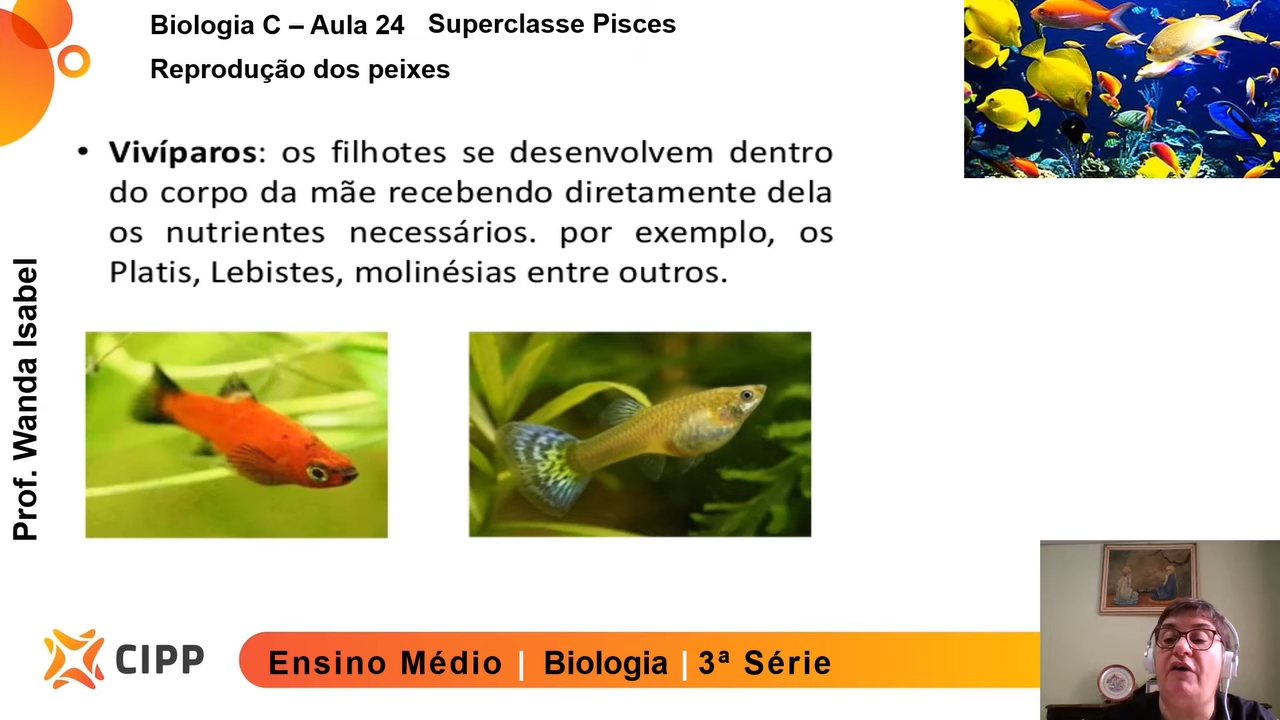 Biologia C – Aula 24 Superclasse Pisces
Reprodução dos peixes
• Vivíparos: os filhotes se desenvolvem dentro
do corpo da mãe recebendo diretamente dela
os nutrientes necessários. por exemplo, os
Platis, Lebistes, molinésias entre outros.
Prof. Wanda Isabel
CIPP
Ensino Médio | Biologia | 3ª Série